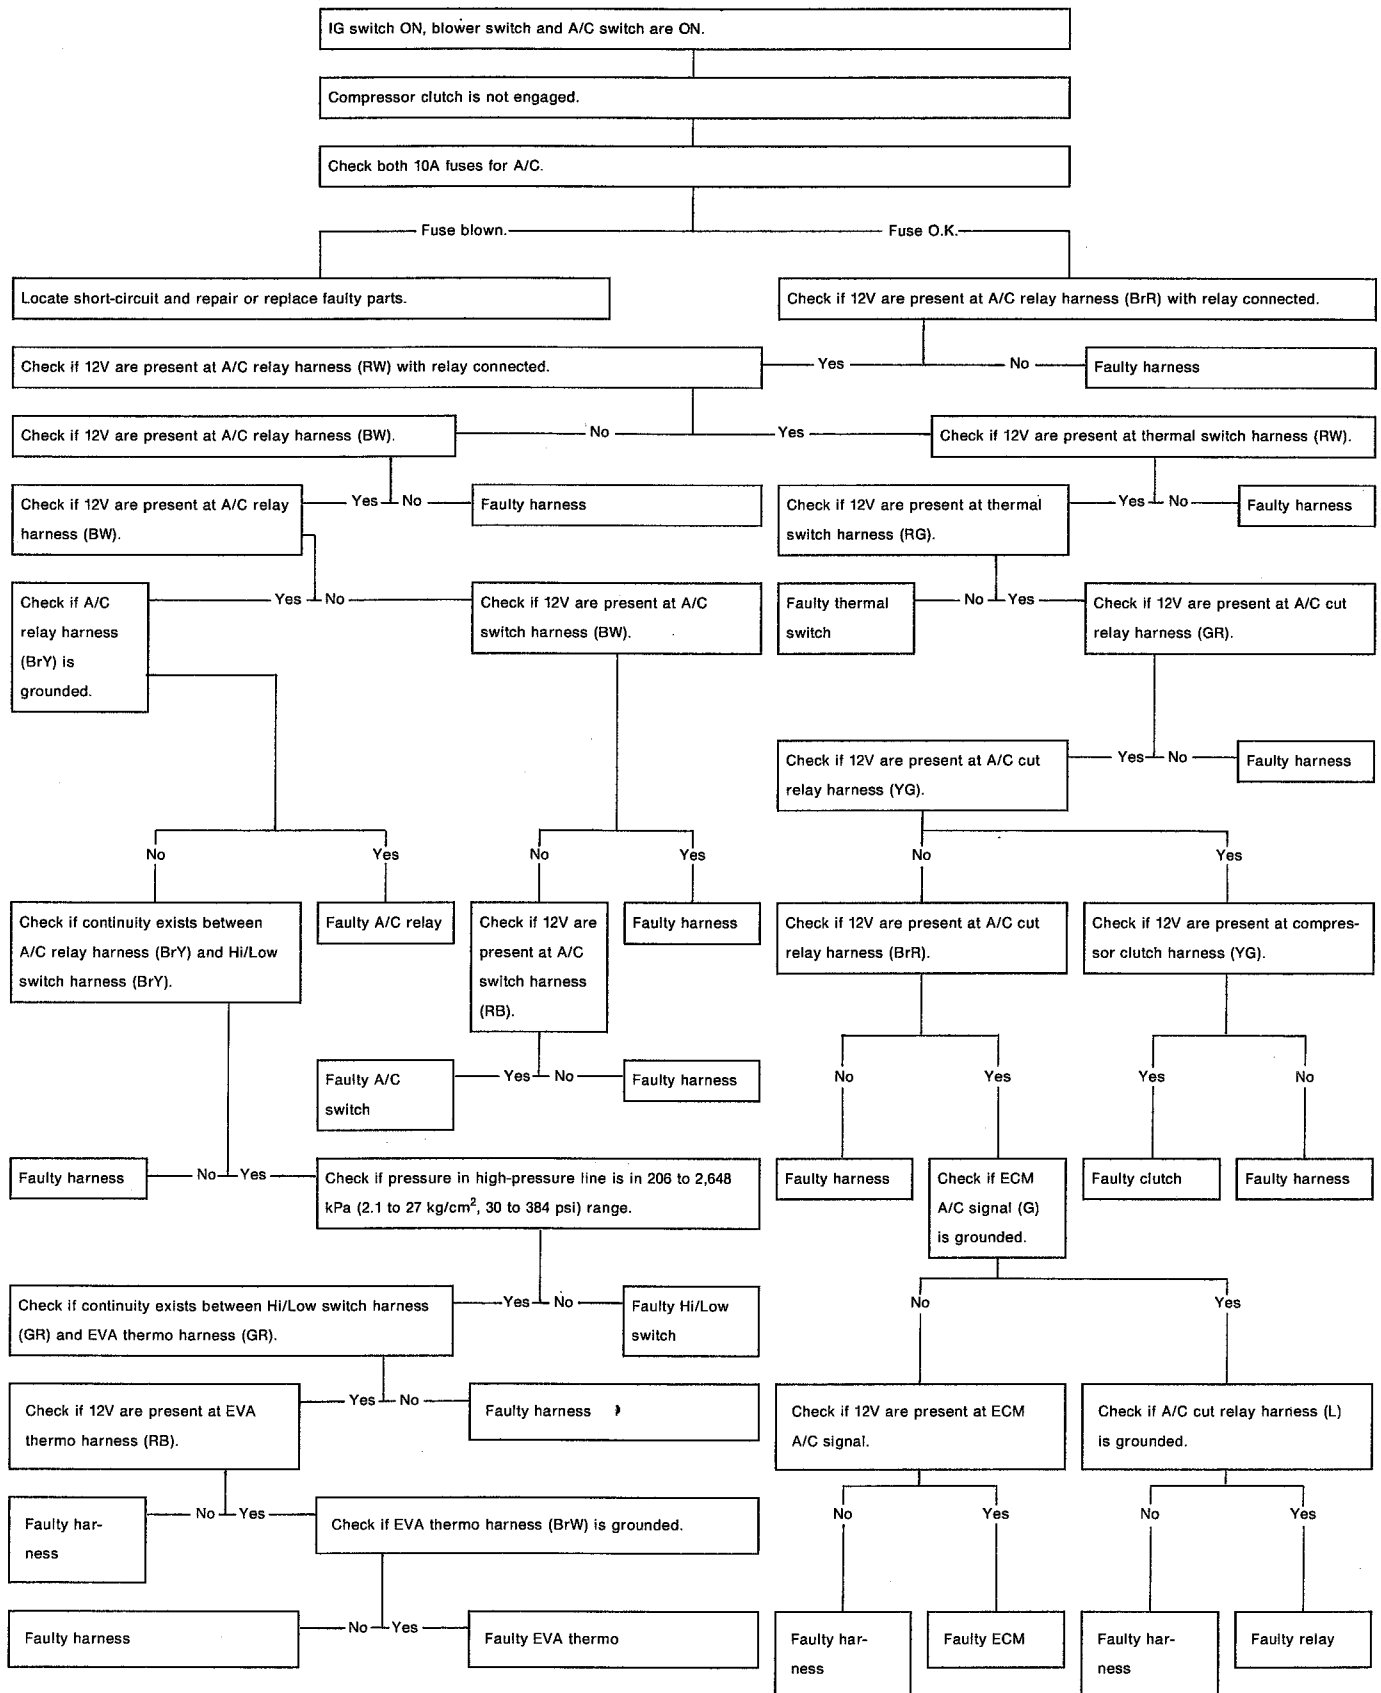 IG switch ON, blower switch and A/C switch are ON.
Compressor clutch is not engaged.
Check both 10A fuses for A/C.
Fuse blown.
Fuse O.K.
Locate short-circuit and repair or replace faulty parts.
Check if 12V are present at A/C relay harness (BrR) with relay connected.
Check if 12V are present at A/C relay harness (RW) with relay connected.
Yes
No
Faulty harness
Check if 12V are present at A/C relay harness (BW).
No
Yes
Check if 12V are present at thermal switch harness (RW).
Check if 12V are present at A/C relay
harness (BW).
Yes
No
Faulty harness
Check if 12V are present at thermal
switch harness (RG).
Yes
No
Faulty harness
Check if A/C
relay harness
(BrY) is
grounded.
Yes
No
Check if 12V are present at A/C
switch harness (BW).
Faulty thermal
switch
No
Yes
Check if 12V are present at A/C cut
relay harness (GR).
Check if 12V are present at A/C cut
relay harness (YG).
Yes
No
Faulty harness
No
Yes
No
Yes
No
Yes
Check if continuity exists between
A/C relay harness (BrY) and Hi/Low
switch harness (BrY).
Faulty A/C relay
Check if 12V are
present at A/C
switch harness
(RB).
Faulty harness
Check if 12V are present at A/C cut
relay harness (BrR).
Check if 12V are present at compres-
sor clutch harness (YG).
Faulty A/C
switch
Yes
No
Faulty harness
No
Yes
Yes
No
Faulty harness
No
Yes
Check if pressure in high-pressure line is in 206 to 2,648
kPa (2.1 to 27 kg/cm², 30 to 384 psi) range.
Faulty harness
Check if ECM
A/C signal (G)
is grounded.
Faulty clutch
Faulty harness
Check if continuity exists between Hi/Low switch harness
(GR) and EVA thermo harness (GR).
Yes
No
Faulty Hi/Low
switch
No
Yes
Check if 12V are present at EVA
thermo harness (RB).
Yes
No
Faulty harness
Check if 12V are present at ECM
A/C signal.
Check if A/C cut relay harness (L)
is grounded.
Faulty har-
ness
No
Yes
Check if EVA thermo harness (BrW) is grounded.
No
Yes
No
Yes
Faulty harness
No
Yes
Faulty EVA thermo
Faulty har-
ness
Faulty ECM
Faulty har-
ness
Faulty relay